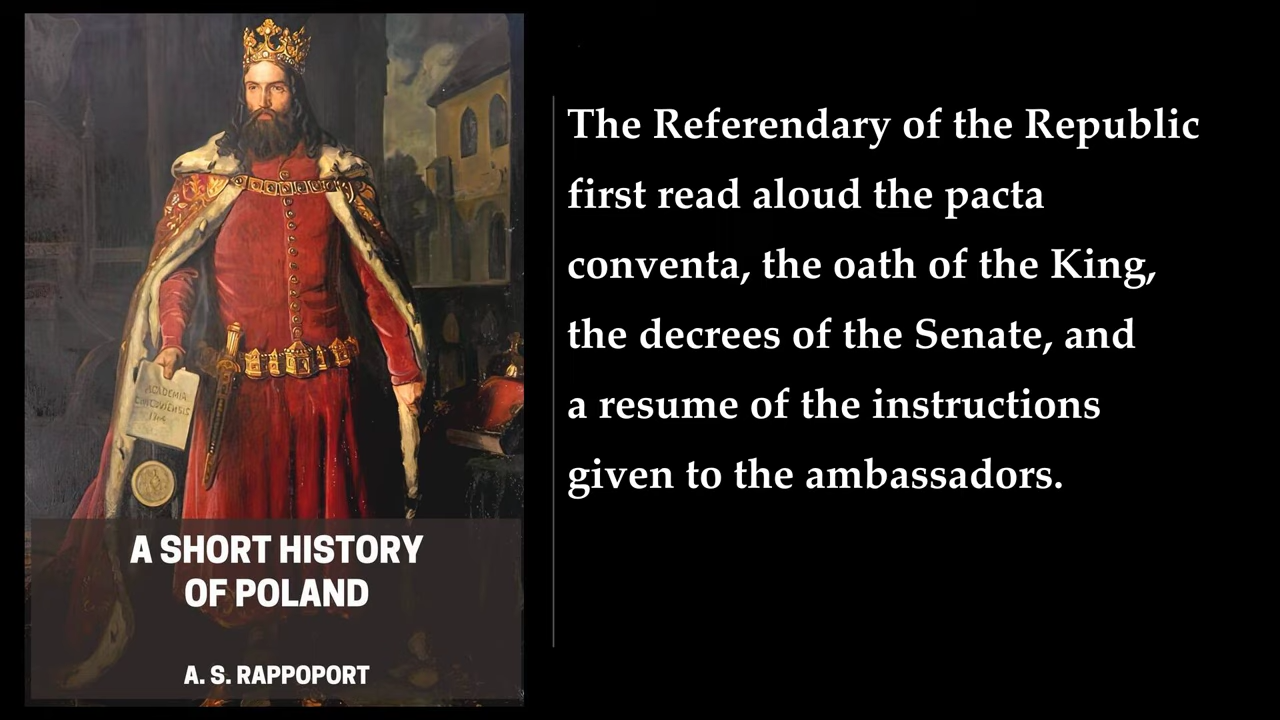 The Referendary of the Republic
first read aloud the pacta
conventa, the oath of the King,
the decrees of the Senate, and
a resume of the instructions
given to the ambassadors.
ACADEMIA
A SHORT HISTORY
OF POLAND
A. S. RAPPOPORT